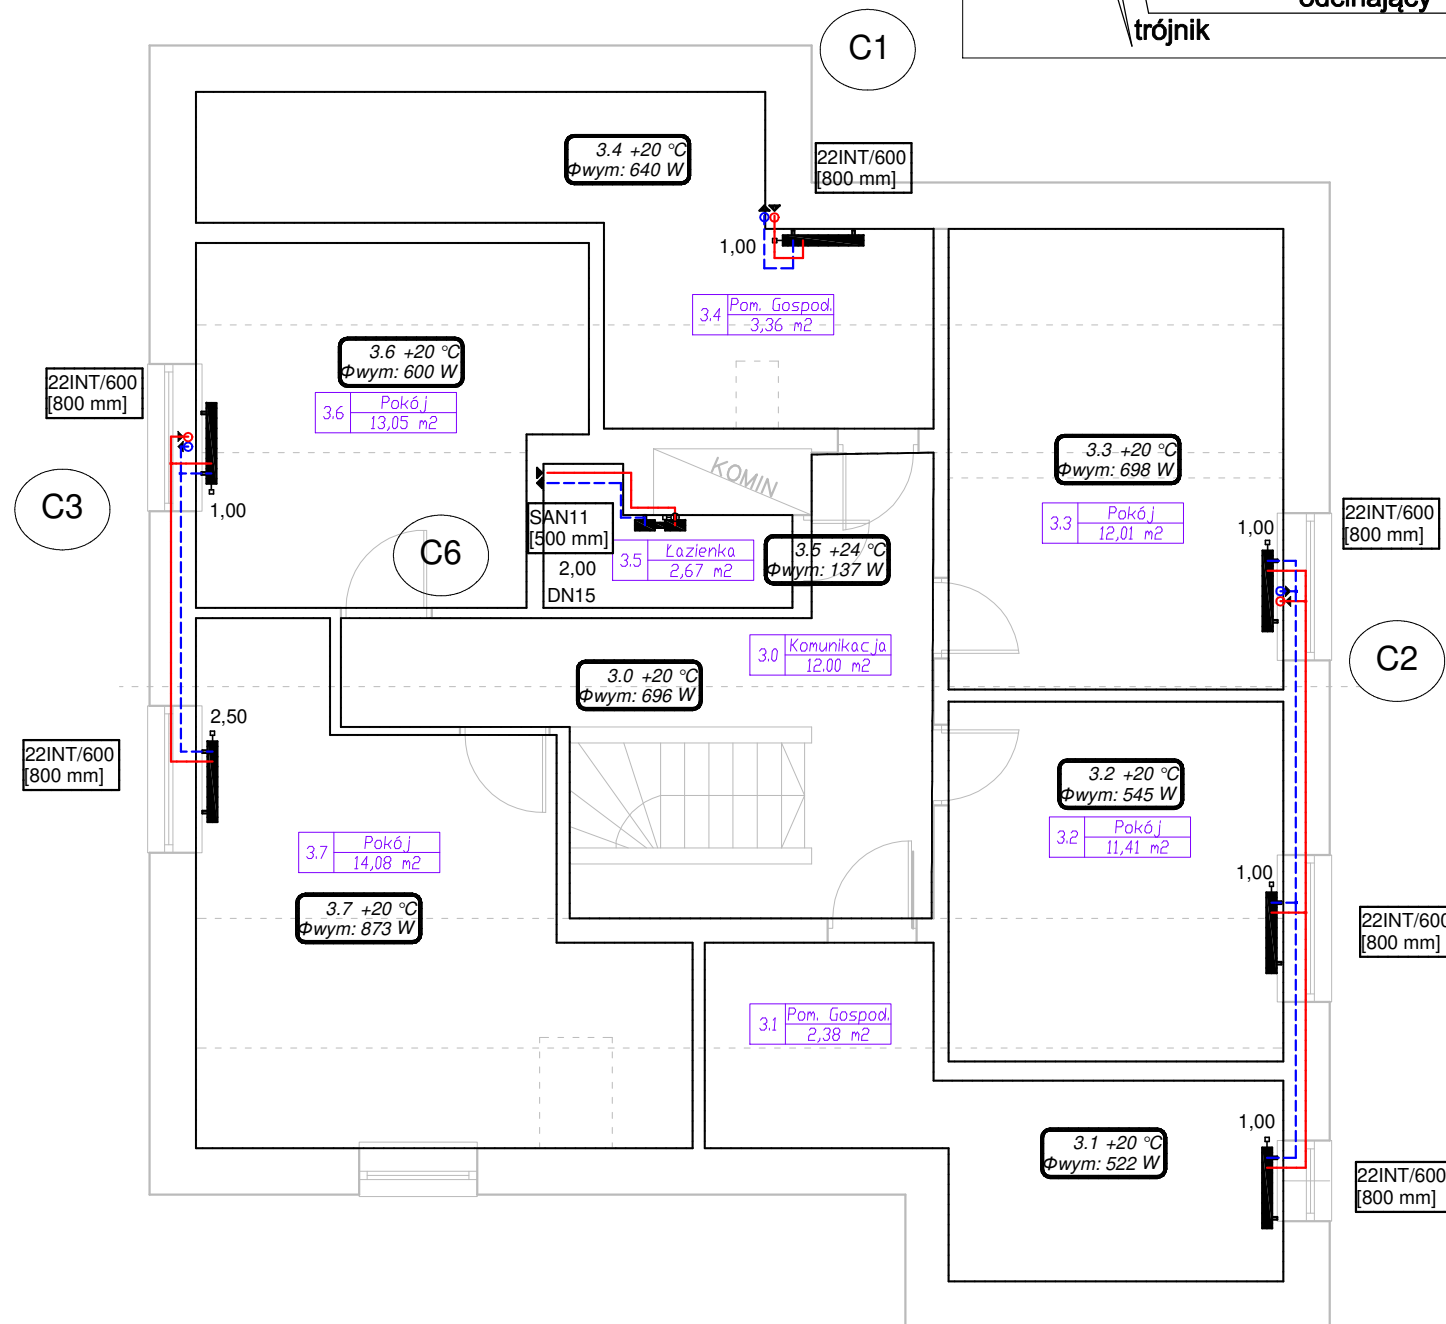 odcinający
trójnik
C1
3.4 +20 °C
Φwym: 640 W
22INT/600
[800 mm]
1,00
3.4
Pom. Gospod.
3,36 m2
3.6 +20 °C
Φwym: 600 W
22INT/600
[800 mm]
3.6
Pokój
13,05 m2
3.3 +20 °C
Φwym: 698 W
KOMIN
C3
1,00
SAN11
[500 mm]
3.3
Pokój
12,01 m2
22INT/600
[800 mm]
1,00
C6
3.5
Łazienka
2,67 m2
3.5 +24 °C
Φwym: 137 W
2,00
DN15
3.0
Komunikacja
12.00 m2
C2
3.0 +20 °C
Φwym: 696 W
2,50
22INT/600
[800 mm]
3.2 +20 °C
Φwym: 545 W
3.2
Pokój
11,41 m2
3.7
Pokój
14,08 m2
1,00
3.7 +20 °C
Φwym: 873 W
22INT/600
[800 mm]
3.1
Pom. Gospod.
2,38 m2
1,00
3.1 +20 °C
Φwym: 522 W
22INT/600
[800 mm]